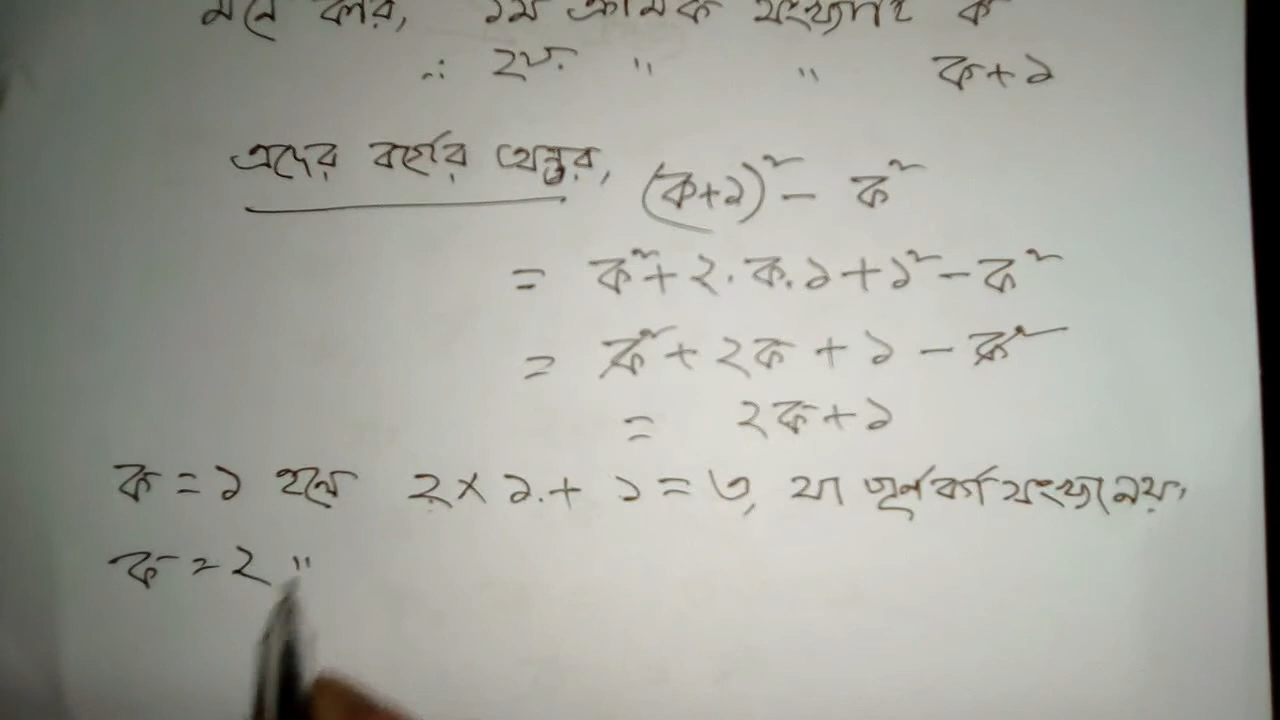 মনে করি, ১ম ক্রমিক সংখ্যাটি ক
∴ ২য় " " ক+১
এদের বর্গের অন্তর, (ক+১)² - ক²
= ক²+২.ক.১+১²-ক²
= ক²+২ক+১-ক²
= ২ক+১
ক=১ হলে ২×১.+ ১=৩, যা পূর্ণবর্গ সংখ্যা নয়,
ক=২ "